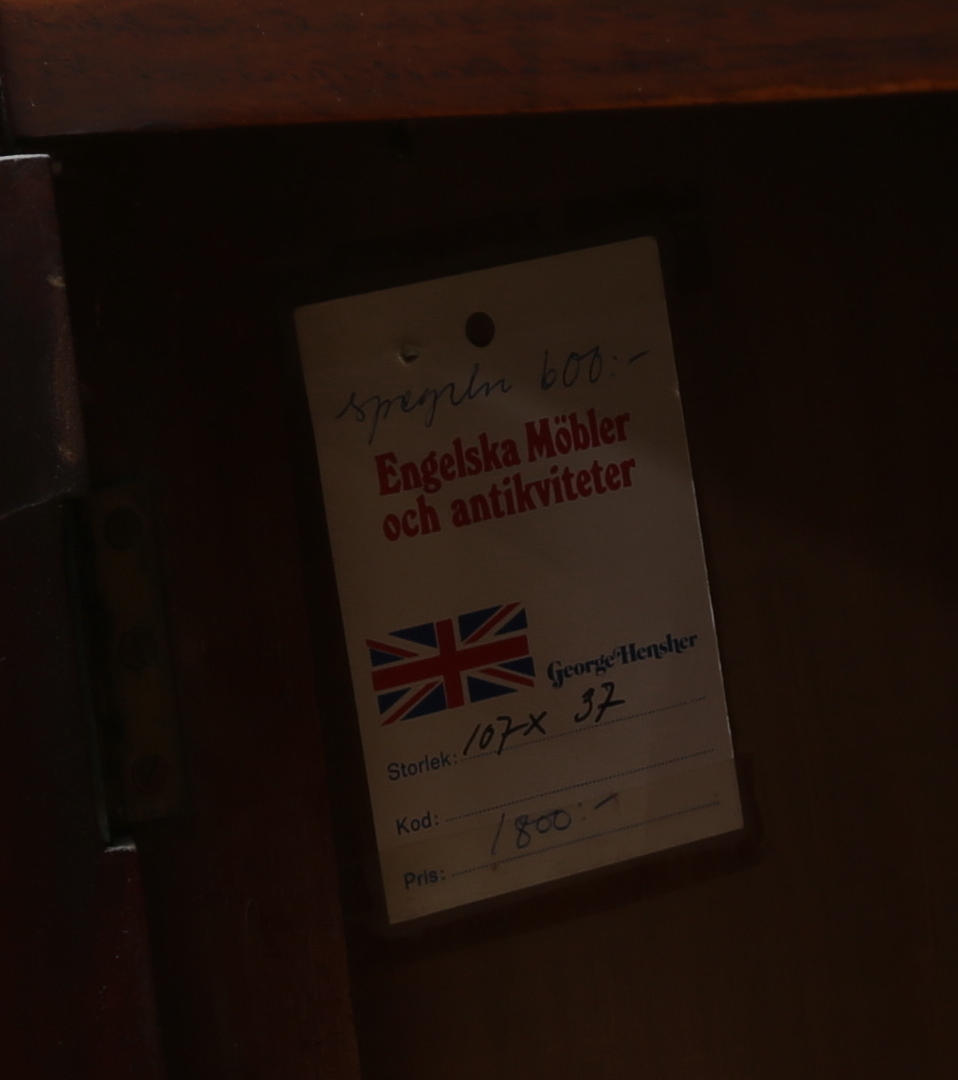 spegeln 600:-
Engelska Möbler
och antikviteter
George Hensher
Storlek: 107x 37
Kod:
Pris: 1800:-